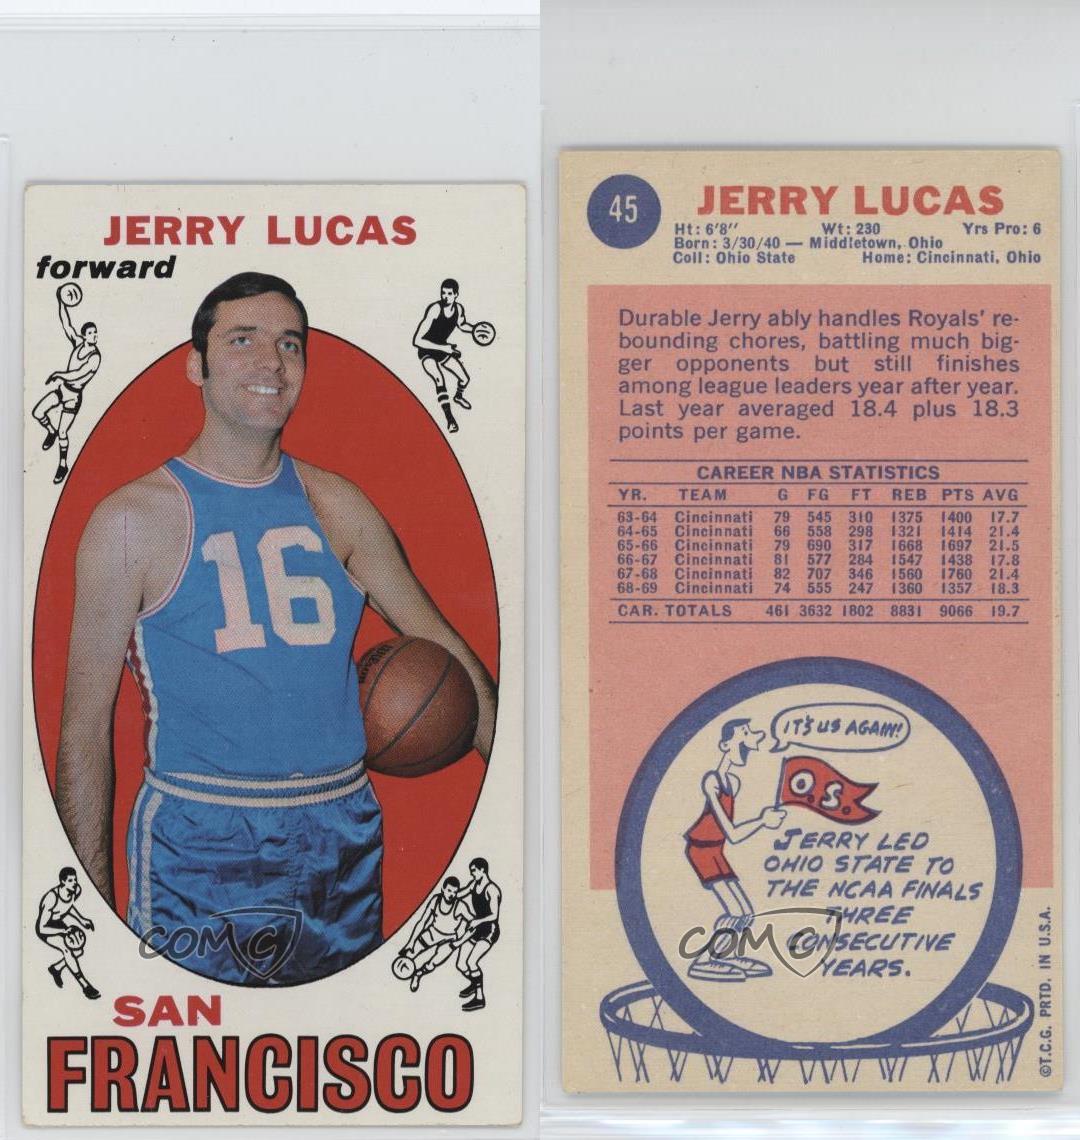 JERRY LUCAS
forward
16
Wilson
SAN
FRANCISCO
COMC
45
JERRY LUCAS
Ht: 6'8" Wt: 230 Yrs Pro: 6
Born: 3/30/40 — Middletown, Ohio
Coll: Ohio State Home: Cincinnati, Ohio
Durable Jerry ably handles Royals' re-
bounding chores, battling much big-
ger opponents but still finishes
among league leaders year after year.
Last year averaged 18.4 plus 18.3
points per game.
CAREER NBA STATISTICS
YR. TEAM G FG FT REB PTS AVG
63-64 Cincinnati 79 545 310 1375 1400 17.7
64-65 Cincinnati 66 558 298 1321 1414 21.4
65-66 Cincinnati 79 690 317 1668 1697 21.5
66-67 Cincinnati 81 577 284 1547 1438 17.8
67-68 Cincinnati 82 707 346 1560 1760 21.4
68-69 Cincinnati 74 555 247 1360 1357 18.3
CAR. TOTALS 461 3632 1802 8831 9066 19.7
IT'S US AGAIN!
O.S.
JERRY LED
OHIO STATE TO
THE NCAA FINALS
THREE
CONSECUTIVE
YEARS.
COMC
©T.C.G. PRTD. IN U.S.A.